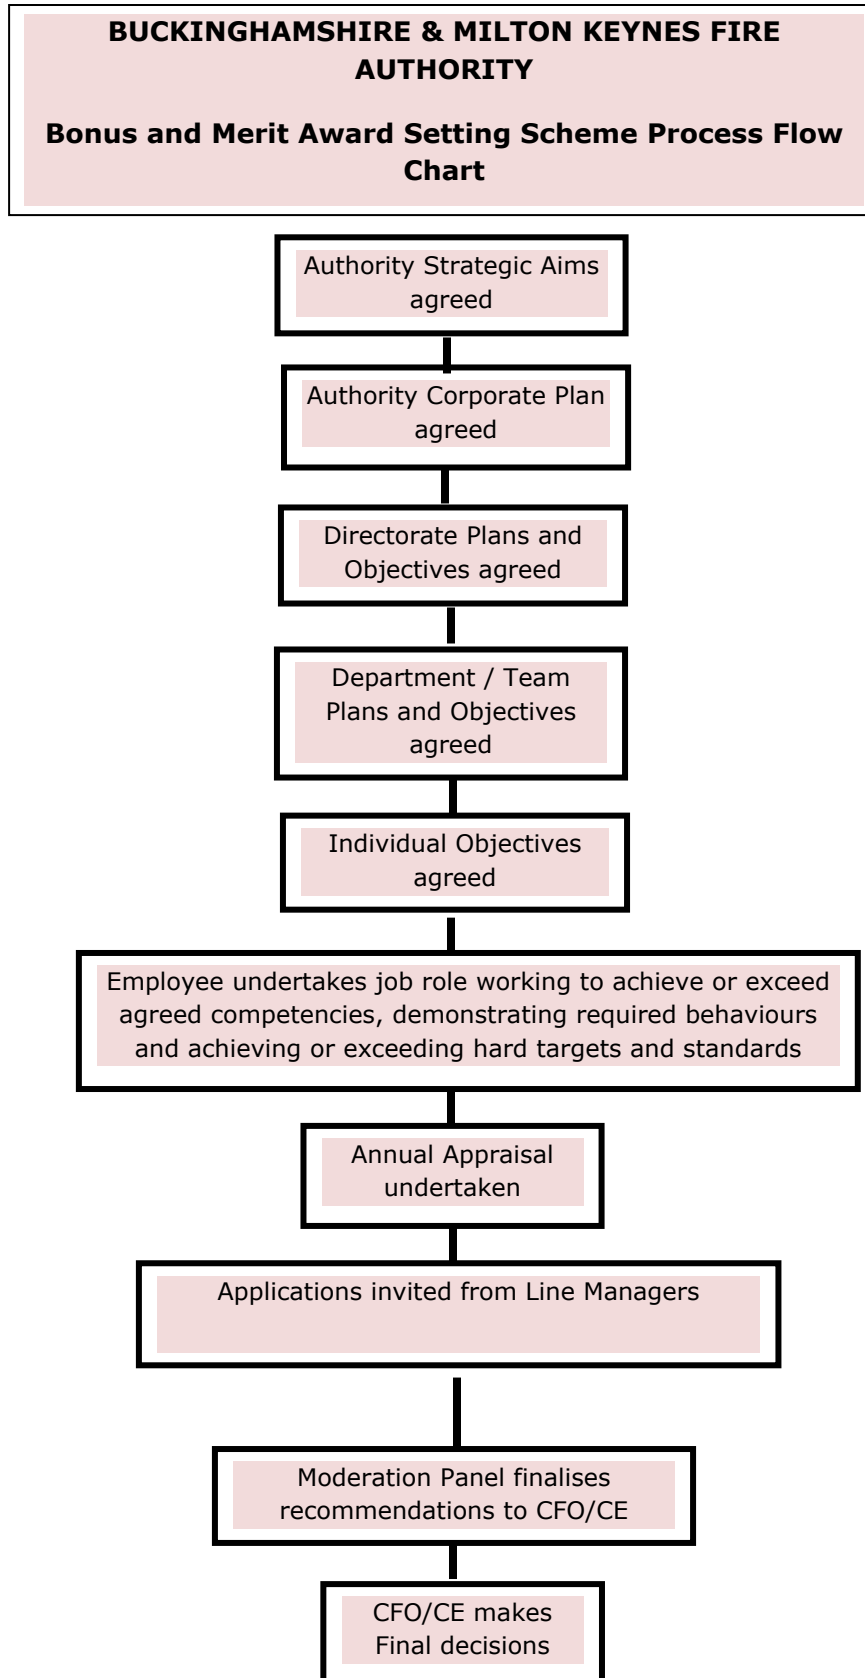 BUCKINGHAMSHIRE & MILTON KEYNES FIRE
AUTHORITY
Bonus and Merit Award Setting Scheme Process Flow
Chart
Authority Strategic Aims
agreed
Authority Corporate Plan
agreed
Directorate Plans and
Objectives agreed
Department / Team
Plans and Objectives
agreed
Individual Objectives
agreed
Employee undertakes job role working to achieve or exceed
agreed competencies, demonstrating required behaviours
and achieving or exceeding hard targets and standards
Annual Appraisal
undertaken
Applications invited from Line Managers
Moderation Panel finalises
recommendations to CFO/CE
CFO/CE makes
Final decisions